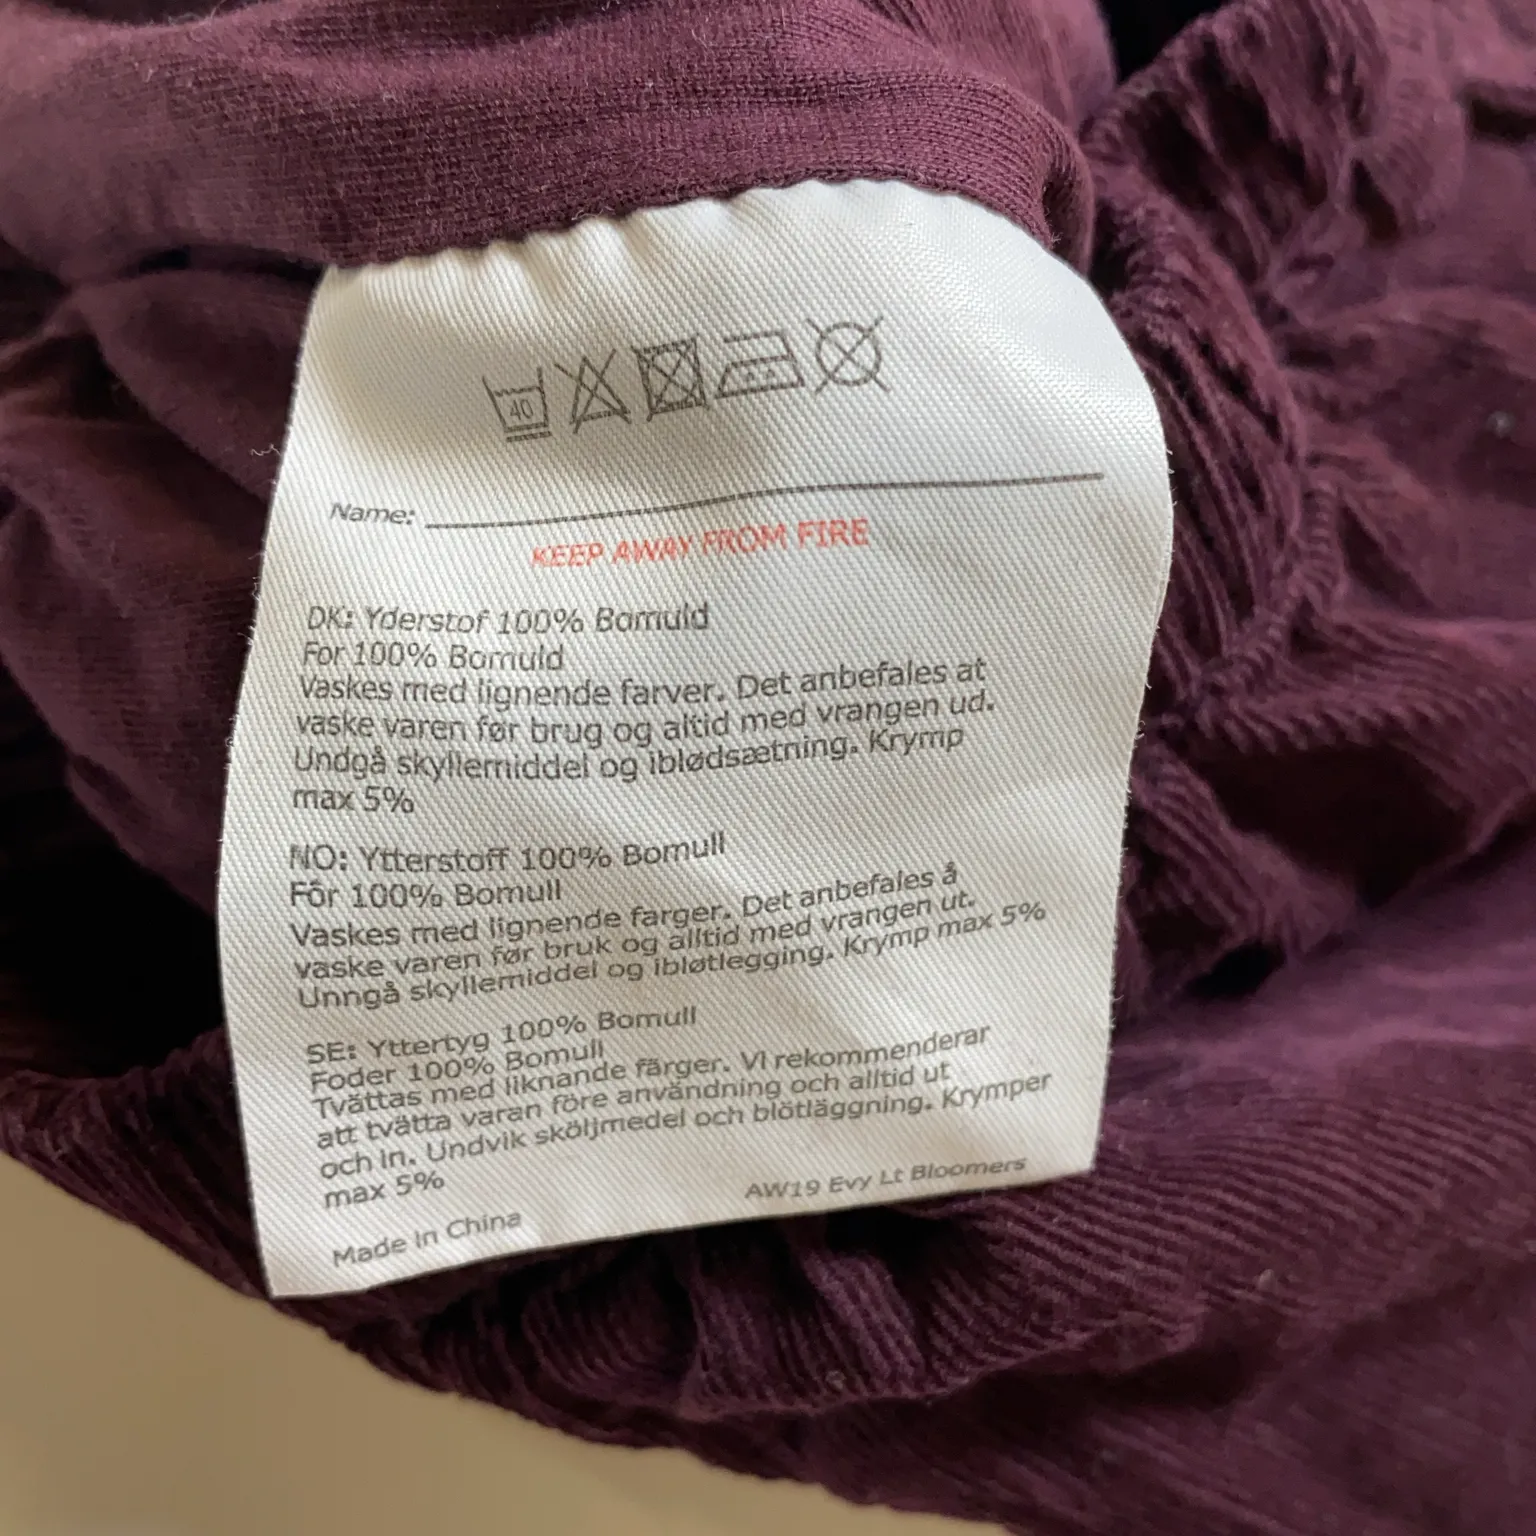 40
Name:
KEEP AWAY FROM FIRE
DK: Yderstof 100% Bomuld
For 100% Bomuld
Vaskes med lignende farver. Det anbefales at
vaske varen før brug og altid med vrangen ud.
Undgå skyllemiddel og iblødsætning. Krymp
max 5%
NO: Ytterstoff 100% Bomull
Fôr 100% Bomull
Vaskes med lignende farger. Det anbefales å
vaske varen før bruk og alltid med vrangen ut.
Unngå skyllemiddel og ibløtlegging. Krymp max 5%
SE: Yttertyg 100% Bomull
Foder 100% Bomull
Tvättas med liknande färger. Vi rekommenderar
att tvätta varan före användning och alltid ut
och in. Undvik sköljmedel och blötläggning. Krymper
max 5%
AW19 Evy Lt Bloomers
Made in China